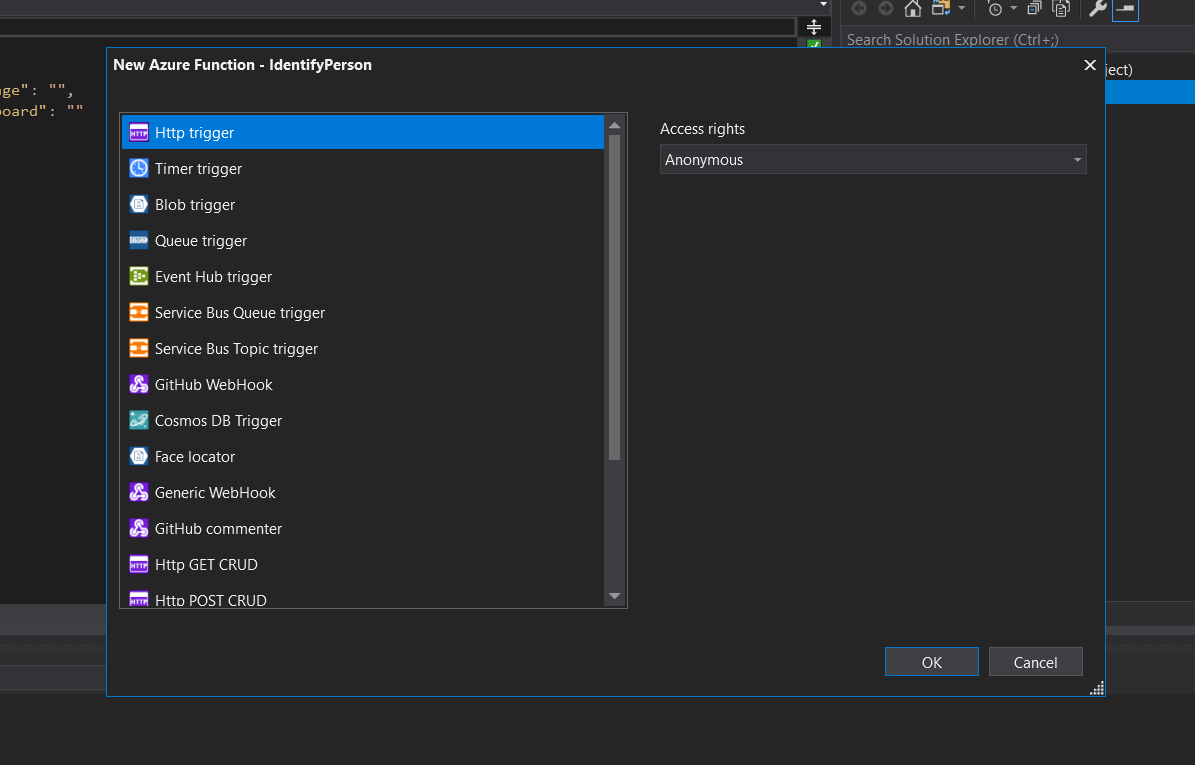 Search Solution Explorer (Ctrl+;)
New Azure Function - IdentifyPerson
ject)
ge": "",
oard": ""
Http trigger
Timer trigger
Blob trigger
Queue trigger
Event Hub trigger
Service Bus Queue trigger
Service Bus Topic trigger
GitHub WebHook
Cosmos DB Trigger
Face locator
Generic WebHook
GitHub commenter
Http GET CRUD
Http POST CRUD
Access rights
Anonymous
OK
Cancel